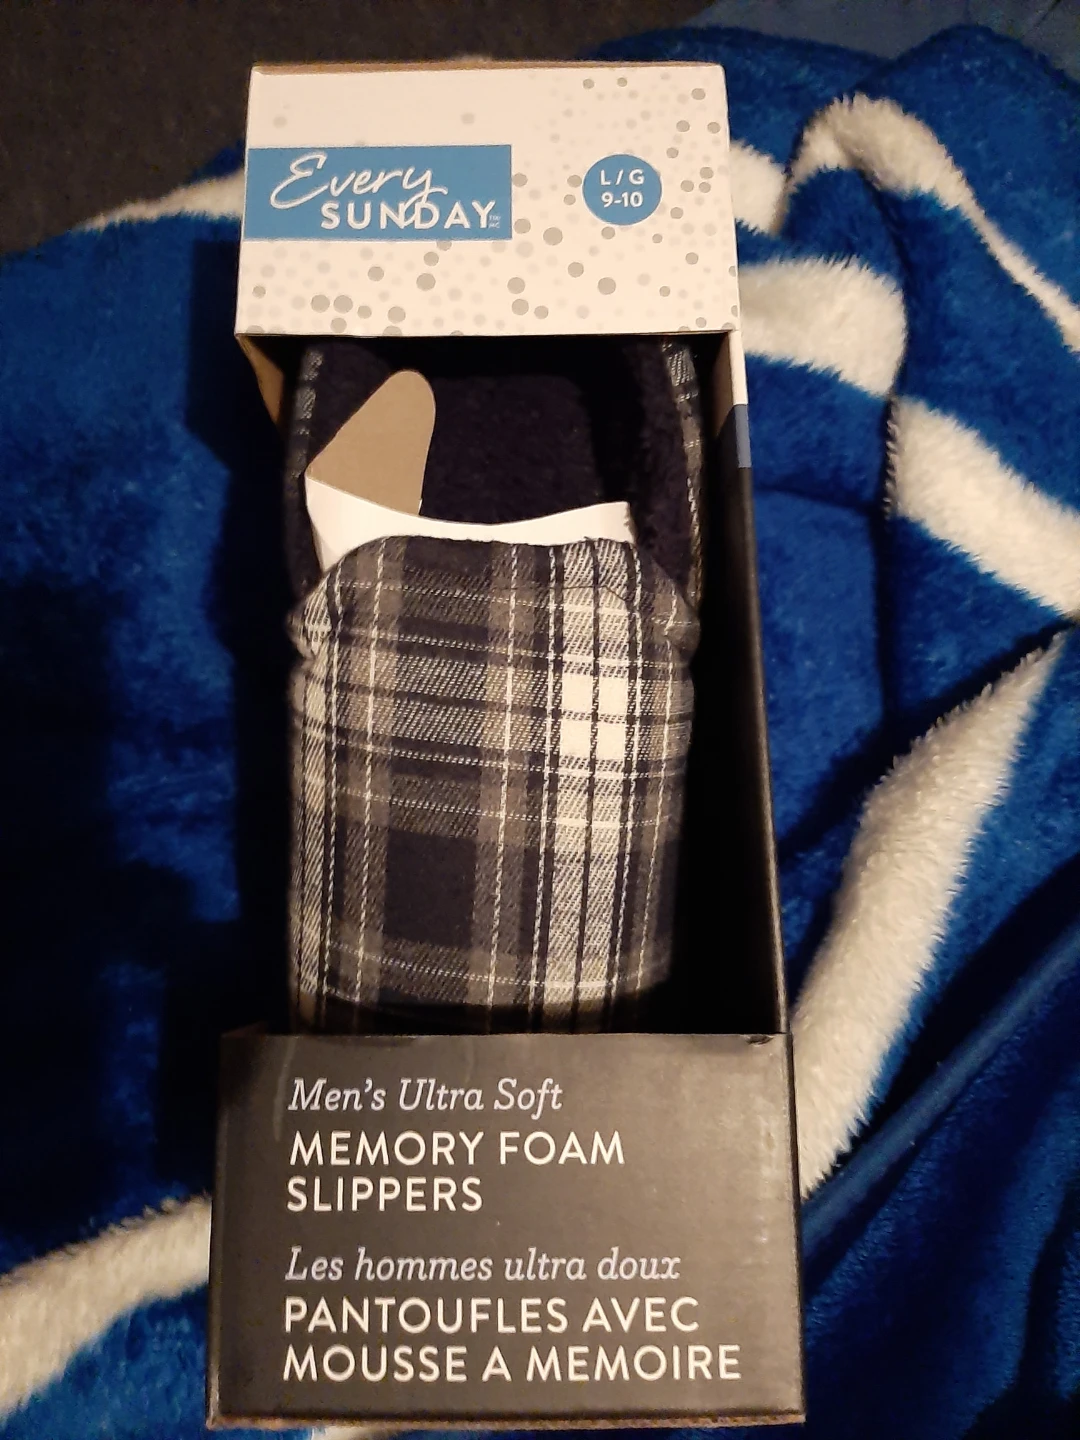 Every
SUNDAY
L / G
9-10
Men's Ultra Soft
MEMORY FOAM
SLIPPERS
Les hommes ultra doux
PANTOUFLES AVEC
MOUSSE A MEMOIRE